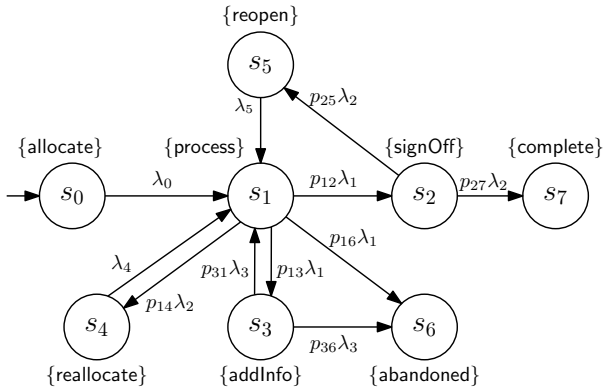 {reopen}
s5
λ5
p25λ2
{allocate}
{process}
{signOff}
{complete}
s0
λ0
s1
p12λ1
s2
p27λ2
s7
λ4
p14λ2
p31λ3
p13λ1
p16λ1
s4
s3
p36λ3
s6
{reallocate}
{addInfo}
{abandoned}